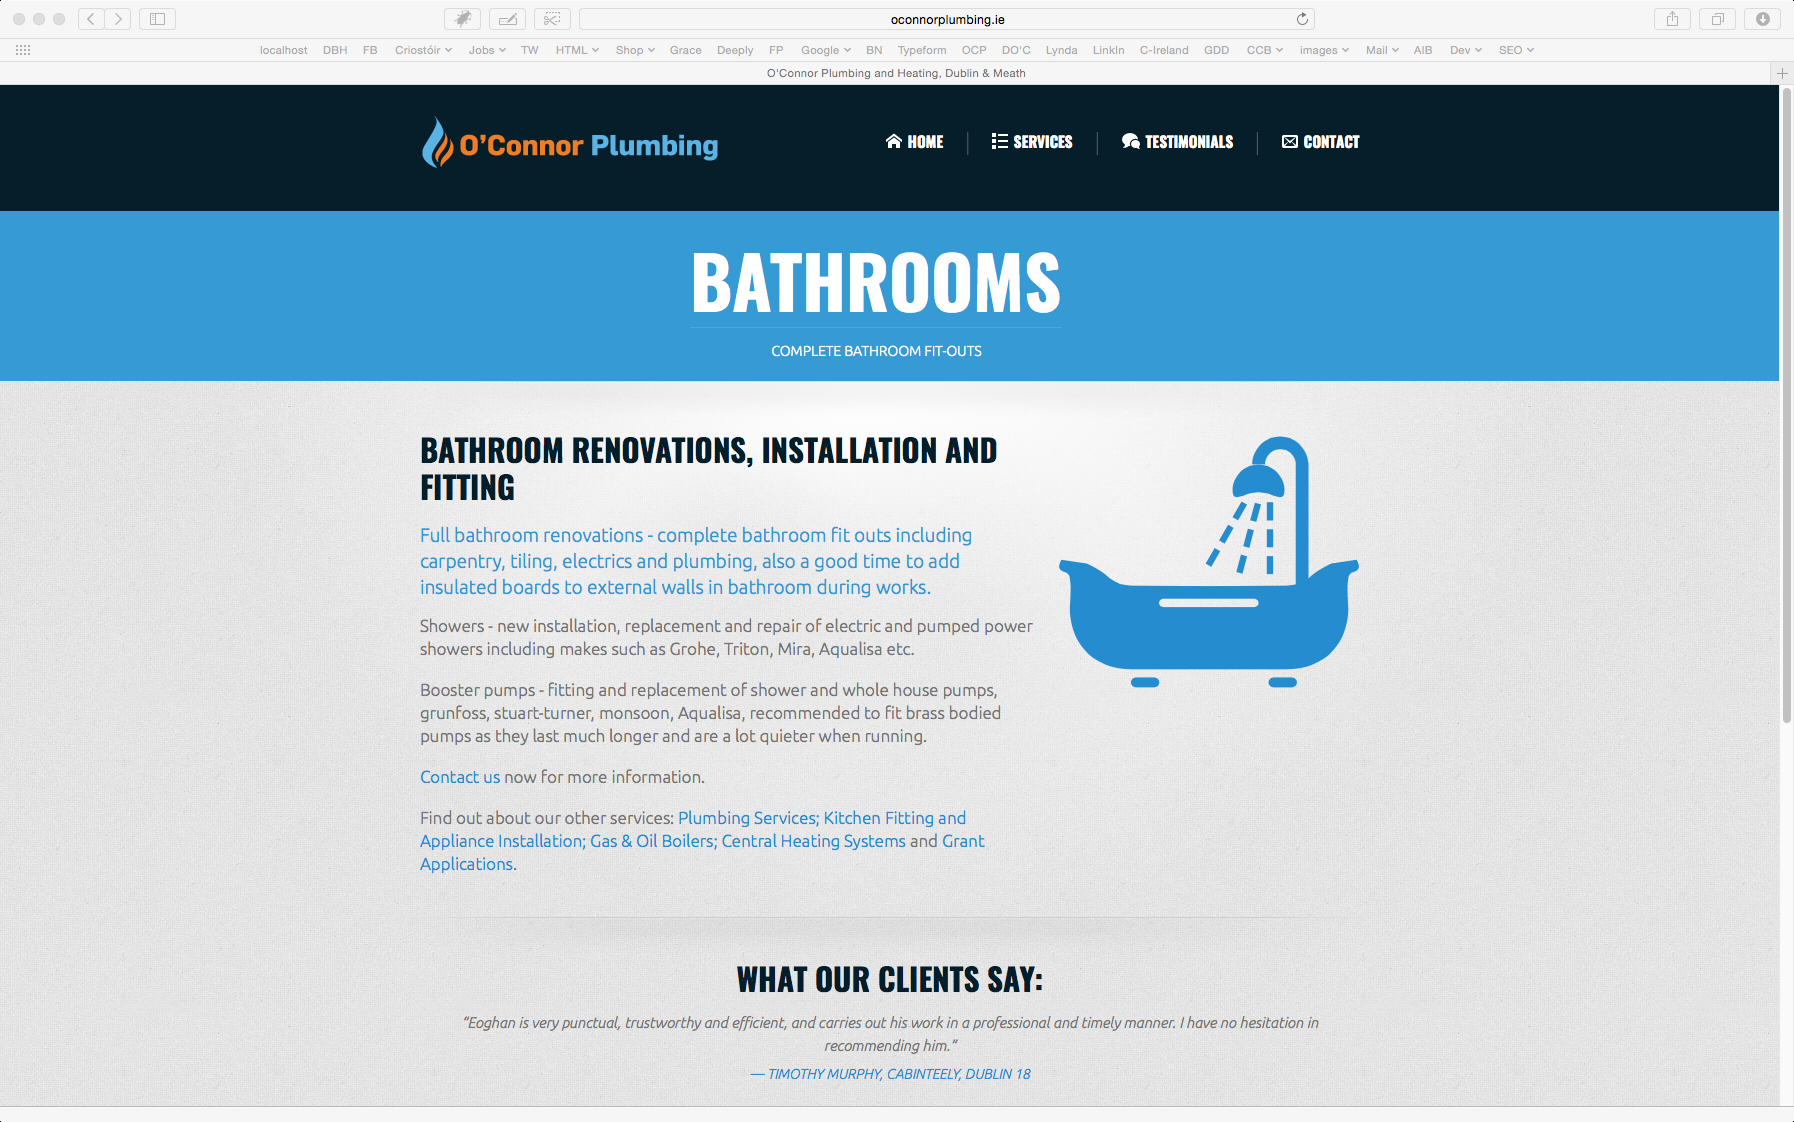 oconnorplumbing.ie
localhost DBH FB Criostóir Jobs TW HTML Shop Grace Deeply FP Google BN Typeform OCP DO'C Lynda LinkIn C-Ireland GDD CCB images Mail AIB Dev SEO
O'Connor Plumbing and Heating, Dublin & Meath
O'Connor Plumbing
HOME SERVICES TESTIMONIALS CONTACT
BATHROOMS
COMPLETE BATHROOM FIT-OUTS
BATHROOM RENOVATIONS, INSTALLATION AND
FITTING
Full bathroom renovations - complete bathroom fit outs including
carpentry, tiling, electrics and plumbing, also a good time to add
insulated boards to external walls in bathroom during works.
Showers - new installation, replacement and repair of electric and pumped power
showers including makes such as Grohe, Triton, Mira, Aqualisa etc.
Booster pumps - fitting and replacement of shower and whole house pumps,
grunfoss, stuart-turner, monsoon, Aqualisa, recommended to fit brass bodied
pumps as they last much longer and are a lot quieter when running.
Contact us now for more information.
Find out about our other services: Plumbing Services; Kitchen Fitting and
Appliance Installation; Gas & Oil Boilers; Central Heating Systems and Grant
Applications.
WHAT OUR CLIENTS SAY:
“Eoghan is very punctual, trustworthy and efficient, and carries out his work in a professional and timely manner. I have no hesitation in
recommending him.”
— TIMOTHY MURPHY, CABINTEELY, DUBLIN 18